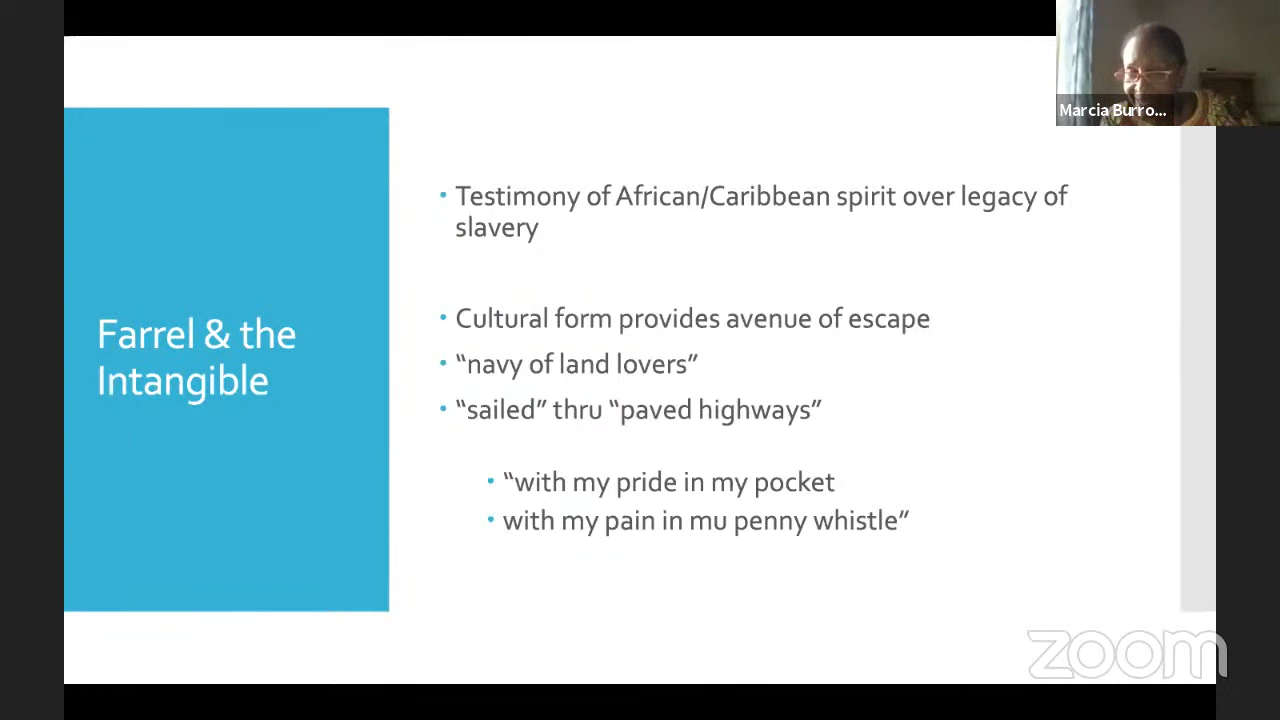 Marcia Burro...
• Testimony of African/Caribbean spirit over legacy of
slavery
Farrel & the
Intangible
• Cultural form provides avenue of escape
• “navy of land lovers”
• “sailed” thru “paved highways”
• “with my pride in my pocket
• with my pain in mu penny whistle”
zoom